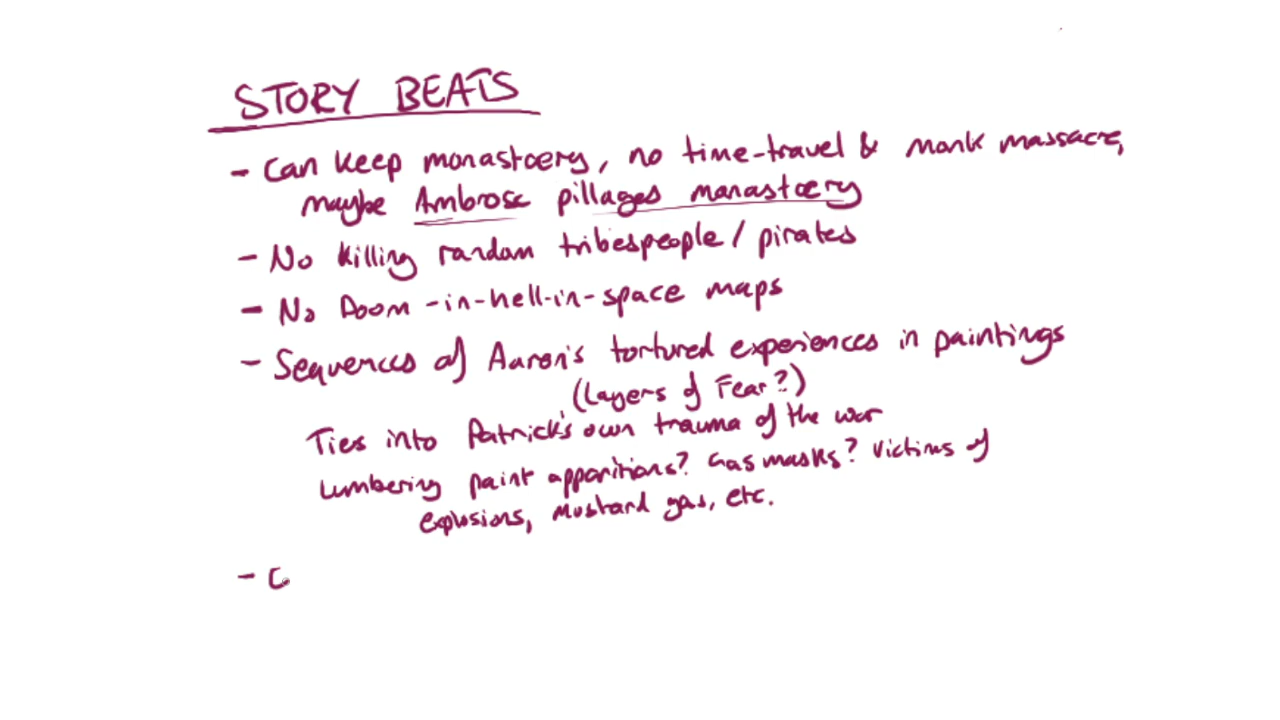 STORY BEATS
- Can keep monastoery, no time-travel & monk massacre,
maybe Ambrose pillages monastoery
- No killing random tribespeople / pirates
- No Doom-in-hell-in-space maps
- Sequences of Aaron's tortured experiences in paintings
(Layers of Fear?)
Ties into Patrick's own trauma of the war
Lumbering paint apparitions? Gas masks? Victims of
explosions, mustard gas, etc.
- C